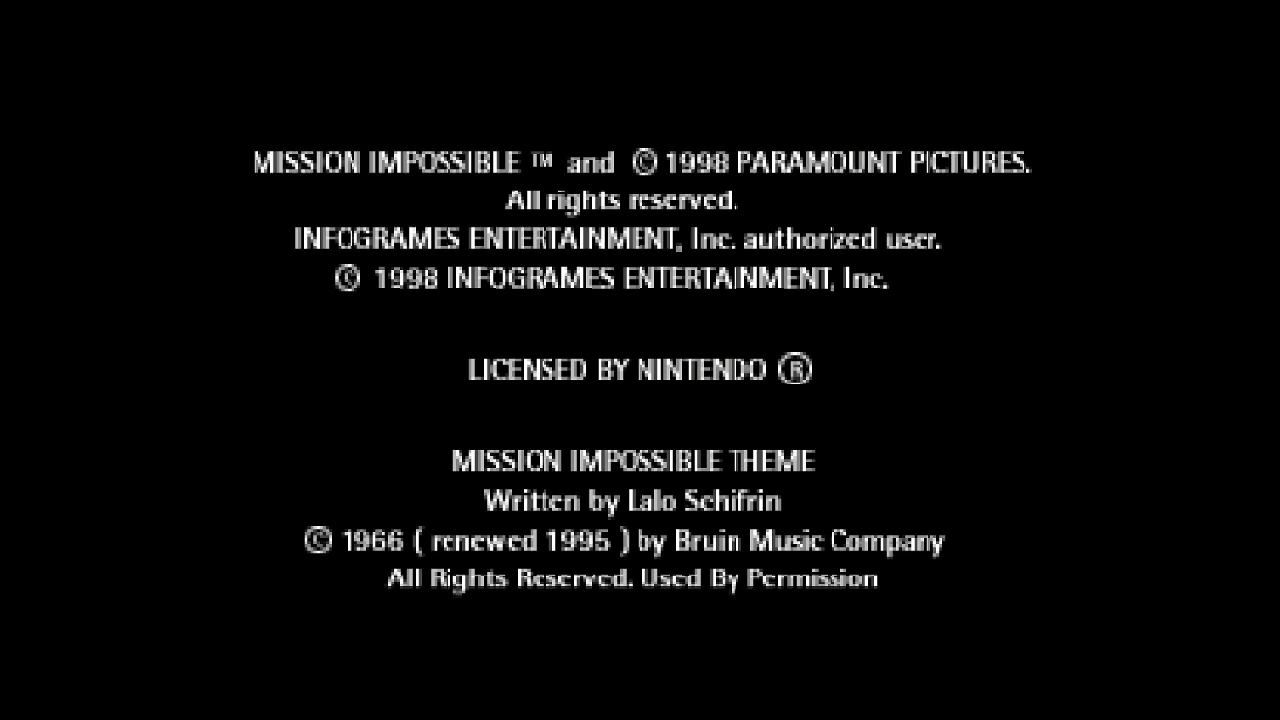 MISSION IMPOSSIBLE ™ and © 1998 PARAMOUNT PICTURES.
All rights reserved.
INFOGRAMES ENTERTAINMENT, Inc. authorized user.
© 1998 INFOGRAMES ENTERTAINMENT, Inc.
LICENSED BY NINTENDO ®
MISSION IMPOSSIBLE THEME
Written by Lalo Schifrin
© 1966 ( renewed 1995 ) by Bruin Music Company
All Rights Reserved. Used By Permission